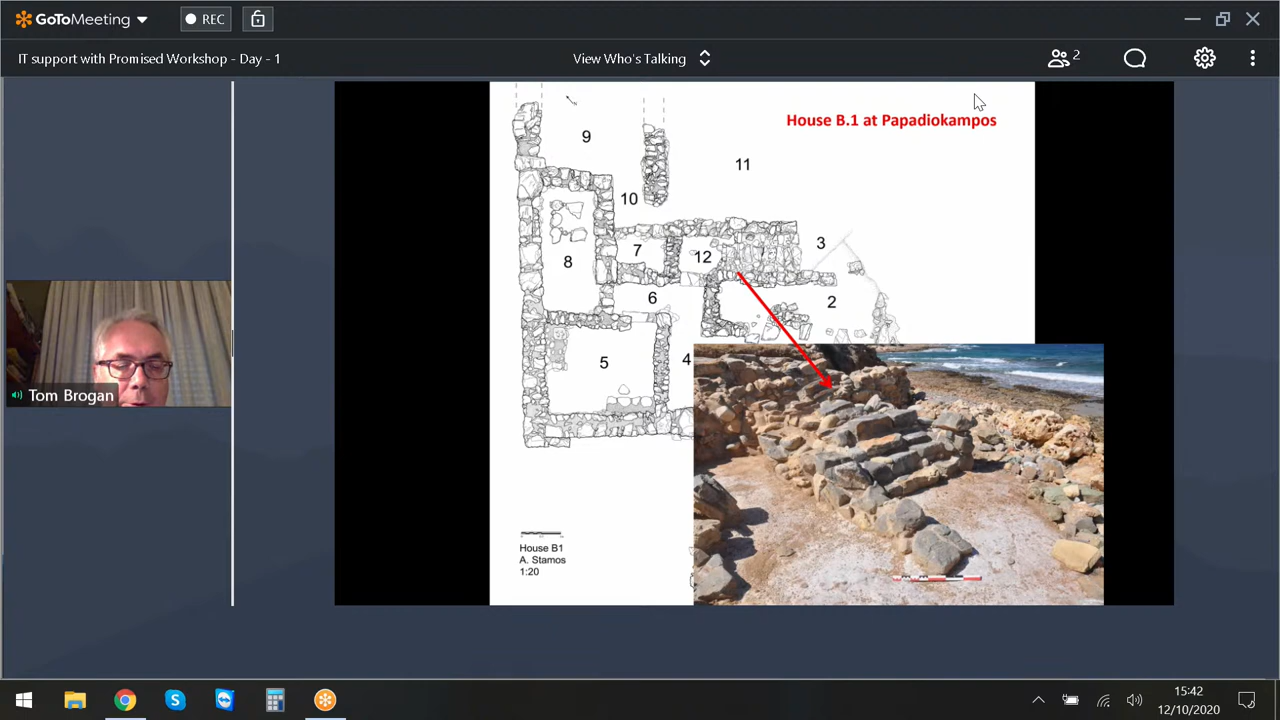 GoToMeeting
REC
IT support with Promised Workshop - Day - 1
View Who's Talking
2
House B.1 at Papadiokampos
9
11
10
3
7
12
8
6
2
5
4
Tom Brogan
House B1
A. Stamos
1:20
15:42
12/10/2020